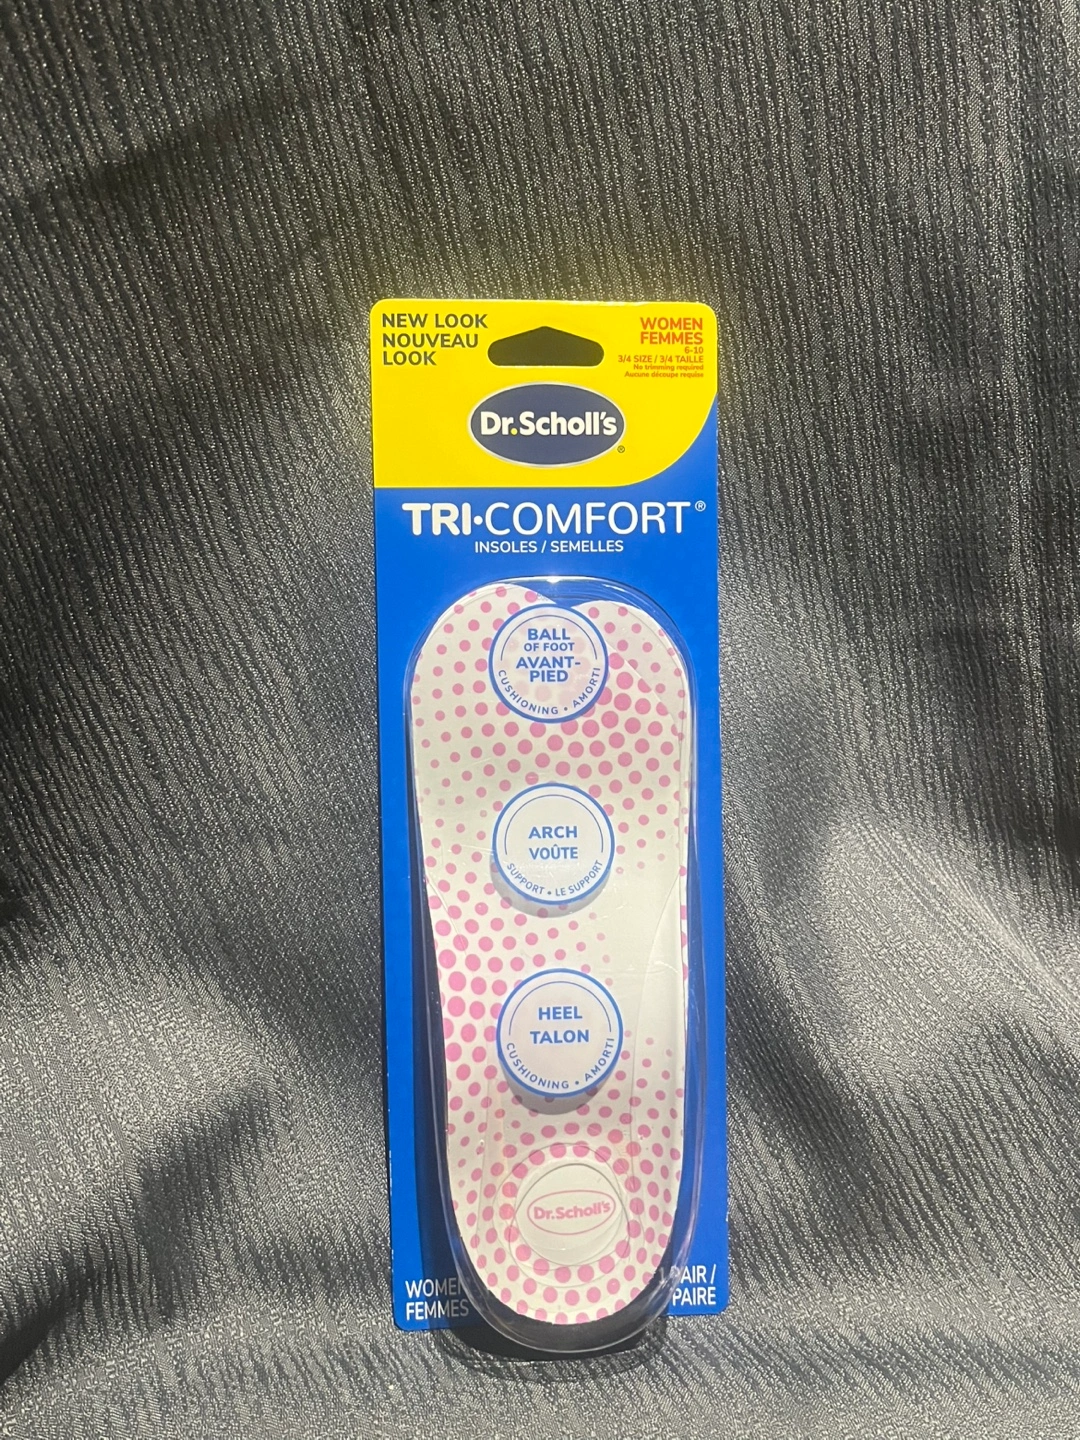 NEW LOOK
NOUVEAU
LOOK
WOMEN
FEMMES
6-10
3/4 SIZE / 3/4 TAILLE
No trimming required
Aucune découpe requise
Dr.Scholl's
®
TRI•COMFORT®
INSOLES / SEMELLES
BALL
OF FOOT
AVANT-
PIED
CUSHIONING • AMORTI
ARCH
VOÛTE
SUPPORT • LE SUPPORT
HEEL
TALON
CUSHIONING • AMORTI
Dr.Scholl's
WOMEN
FEMMES
1 PAIR /
PAIRE